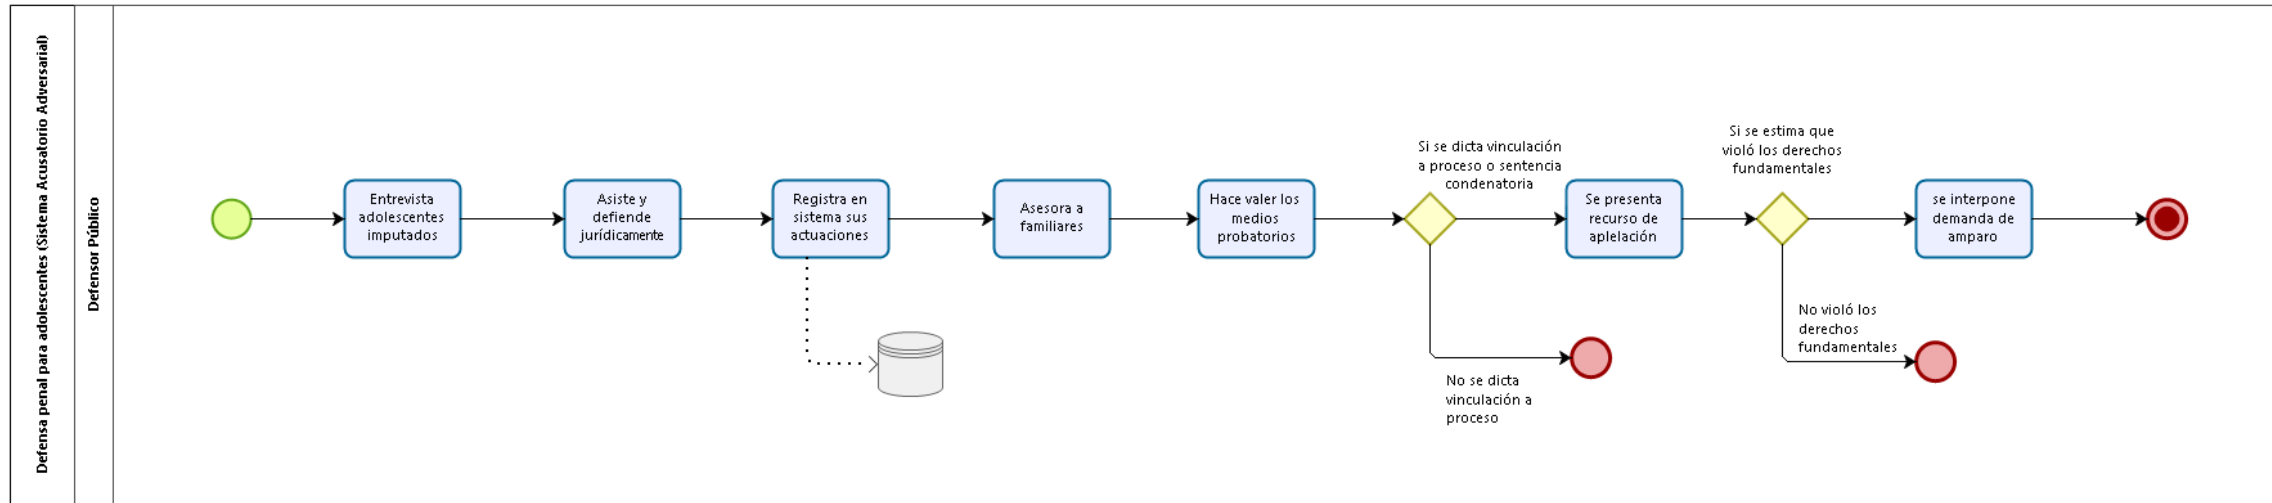 Defensa penal para adolescentes (Sistema Acusatorio Adversarial)
Defensor Público
Entrevista
adolescentes
imputados
Asiste y
defiende
jurídicamente
Registra en
sistema sus
actuaciones
Asesora a
familiares
Hace valer los
medios
probatorios
Si se dicta vinculación
a proceso o sentencia
condenatoria
No se dicta
vinculación a
proceso
Se presenta
recurso de
aplelación
Si se estima que
violó los derechos
fundamentales
No violó los
derechos
fundamentales
se interpone
demanda de
amparo